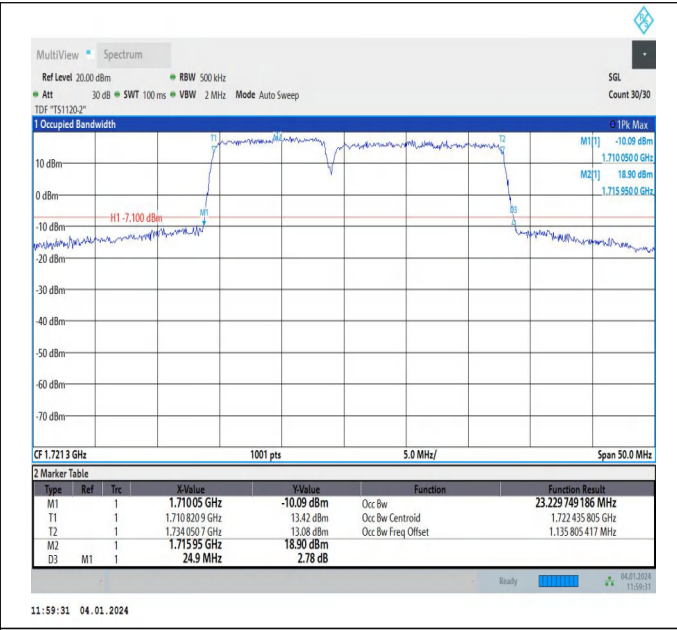 R S
MultiView Spectrum
Ref Level 20.00 dBm RBW 500 kHz SGL
Att 30 dB SWT 100 ms VBW 2 MHz Mode Auto Sweep Count 30/30
TDF "TS1120-2"
1 Occupied Bandwidth 1Pk Max
T1 M2 T2 M1[1] -10.09 dBm
1.710 050 0 GHz
10 dBm M2[1] 18.90 dBm
1.715 950 0 GHz
0 dBm
H1 -7.100 dBm M1 D3
-10 dBm
-20 dBm
-30 dBm
-40 dBm
-50 dBm
-60 dBm
-70 dBm
CF 1.721 3 GHz 1001 pts 5.0 MHz/ Span 50.0 MHz
2 Marker Table
Type Ref Trc X-Value Y-Value Function Function Result
M1 1 1.710 05 GHz -10.09 dBm Occ Bw 23.229 749 186 MHz
T1 1 1.710 820 9 GHz 13.42 dBm Occ Bw Centroid 1.722 435 805 GHz
T2 1 1.734 050 7 GHz 13.08 dBm Occ Bw Freq Offset 1.135 805 417 MHz
M2 1 1.715 95 GHz 18.90 dBm
D3 M1 1 24.9 MHz 2.78 dB
Ready 04.01.2024
11:59:31
11:59:31 04.01.2024